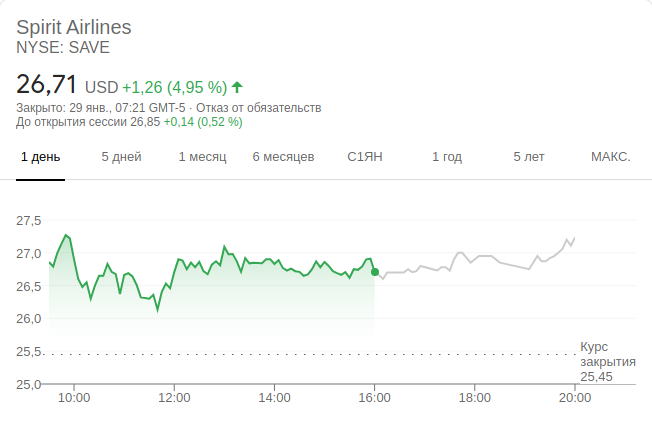 Spirit Airlines
NYSE: SAVE
26,71 USD +1,26 (4,95 %)
Закрыто: 29 янв., 07:21 GMT-5 · Отказ от обязательств
До открытия сессии 26,85 +0,14 (0,52 %)
1 день 5 дней 1 месяц 6 месяцев С1ЯН 1 год 5 лет МАКС.
27,5
27,0
26,5
26,0
25,5
25,0
Курс
закрытия
25,45
10:00 12:00 14:00 16:00 18:00 20:00